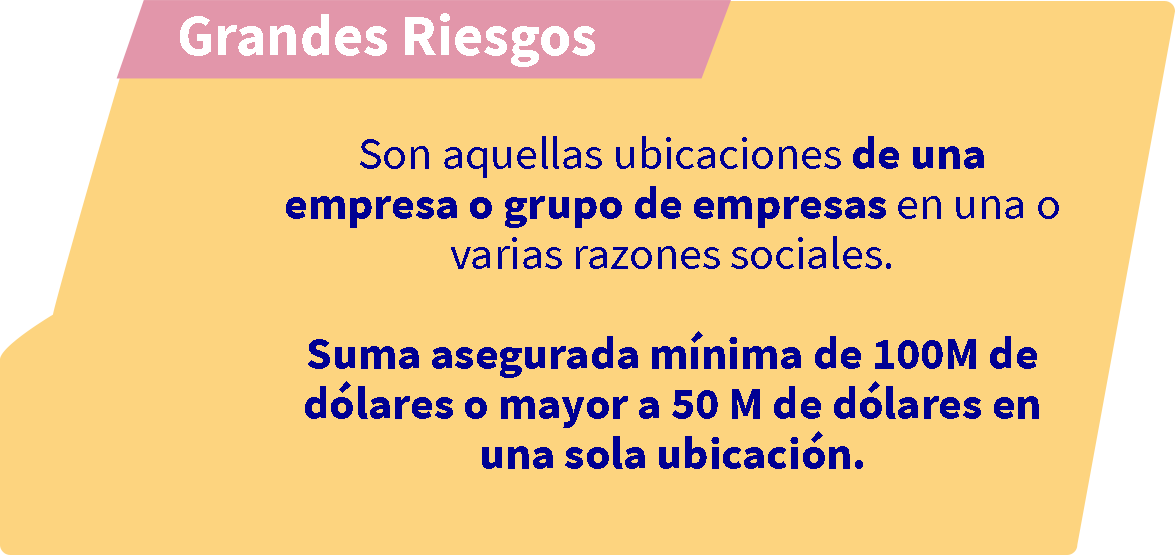 Grandes Riesgos
Son aquellas ubicaciones de una
empresa o grupo de empresas en una o
varias razones sociales.
Suma asegurada mínima de 100M de
dólares o mayor a 50 M de dólares en
una sola ubicación.